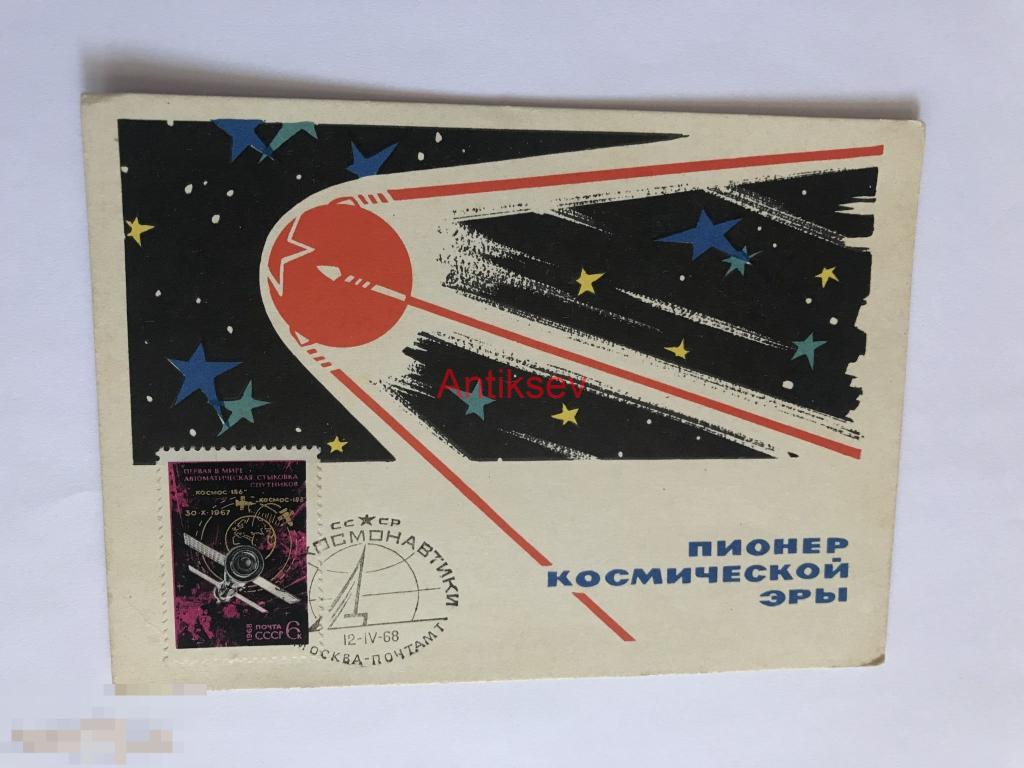 Antiksev
ПЕРВАЯ В МИРЕ
АВТОМАТИЧЕСКАЯ СТЫКОВКА
СПУТНИКОВ
КОСМОС-186
КОСМОС-188
30·X·1967
1968
ПОЧТА
СССР
6к
СС★СР
КОСМОНАВТИКИ
12-IV-68
МОСКВА-ПОЧТАМТ
ПИОНЕР
КОСМИЧЕСКОЙ
ЭРЫ